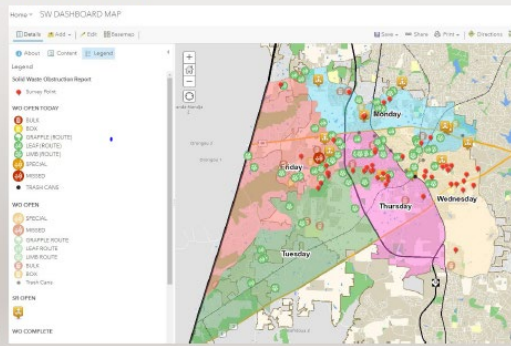 Home SW DASHBOARD MAP
Details Add Edit Basemap Save Share Print Directions
About Content Legend
Legend
Solid Waste Obstruction Report
Survey Point
WO OPEN TODAY
BULK
BOX
GRAPPLE (ROUTE)
LEAF (ROUTE)
LIMB (ROUTE)
SPECIAL
MISSED
TRASH CANS
WO OPEN
SPECIAL
MISSED
GRAPPLE ROUTE
LEAF ROUTE
LIMB ROUTE
BULK
BOX
Trash Cans
SR OPEN
WO COMPLETE
Monday
Friday
Wednesday
Thursday
Tuesday